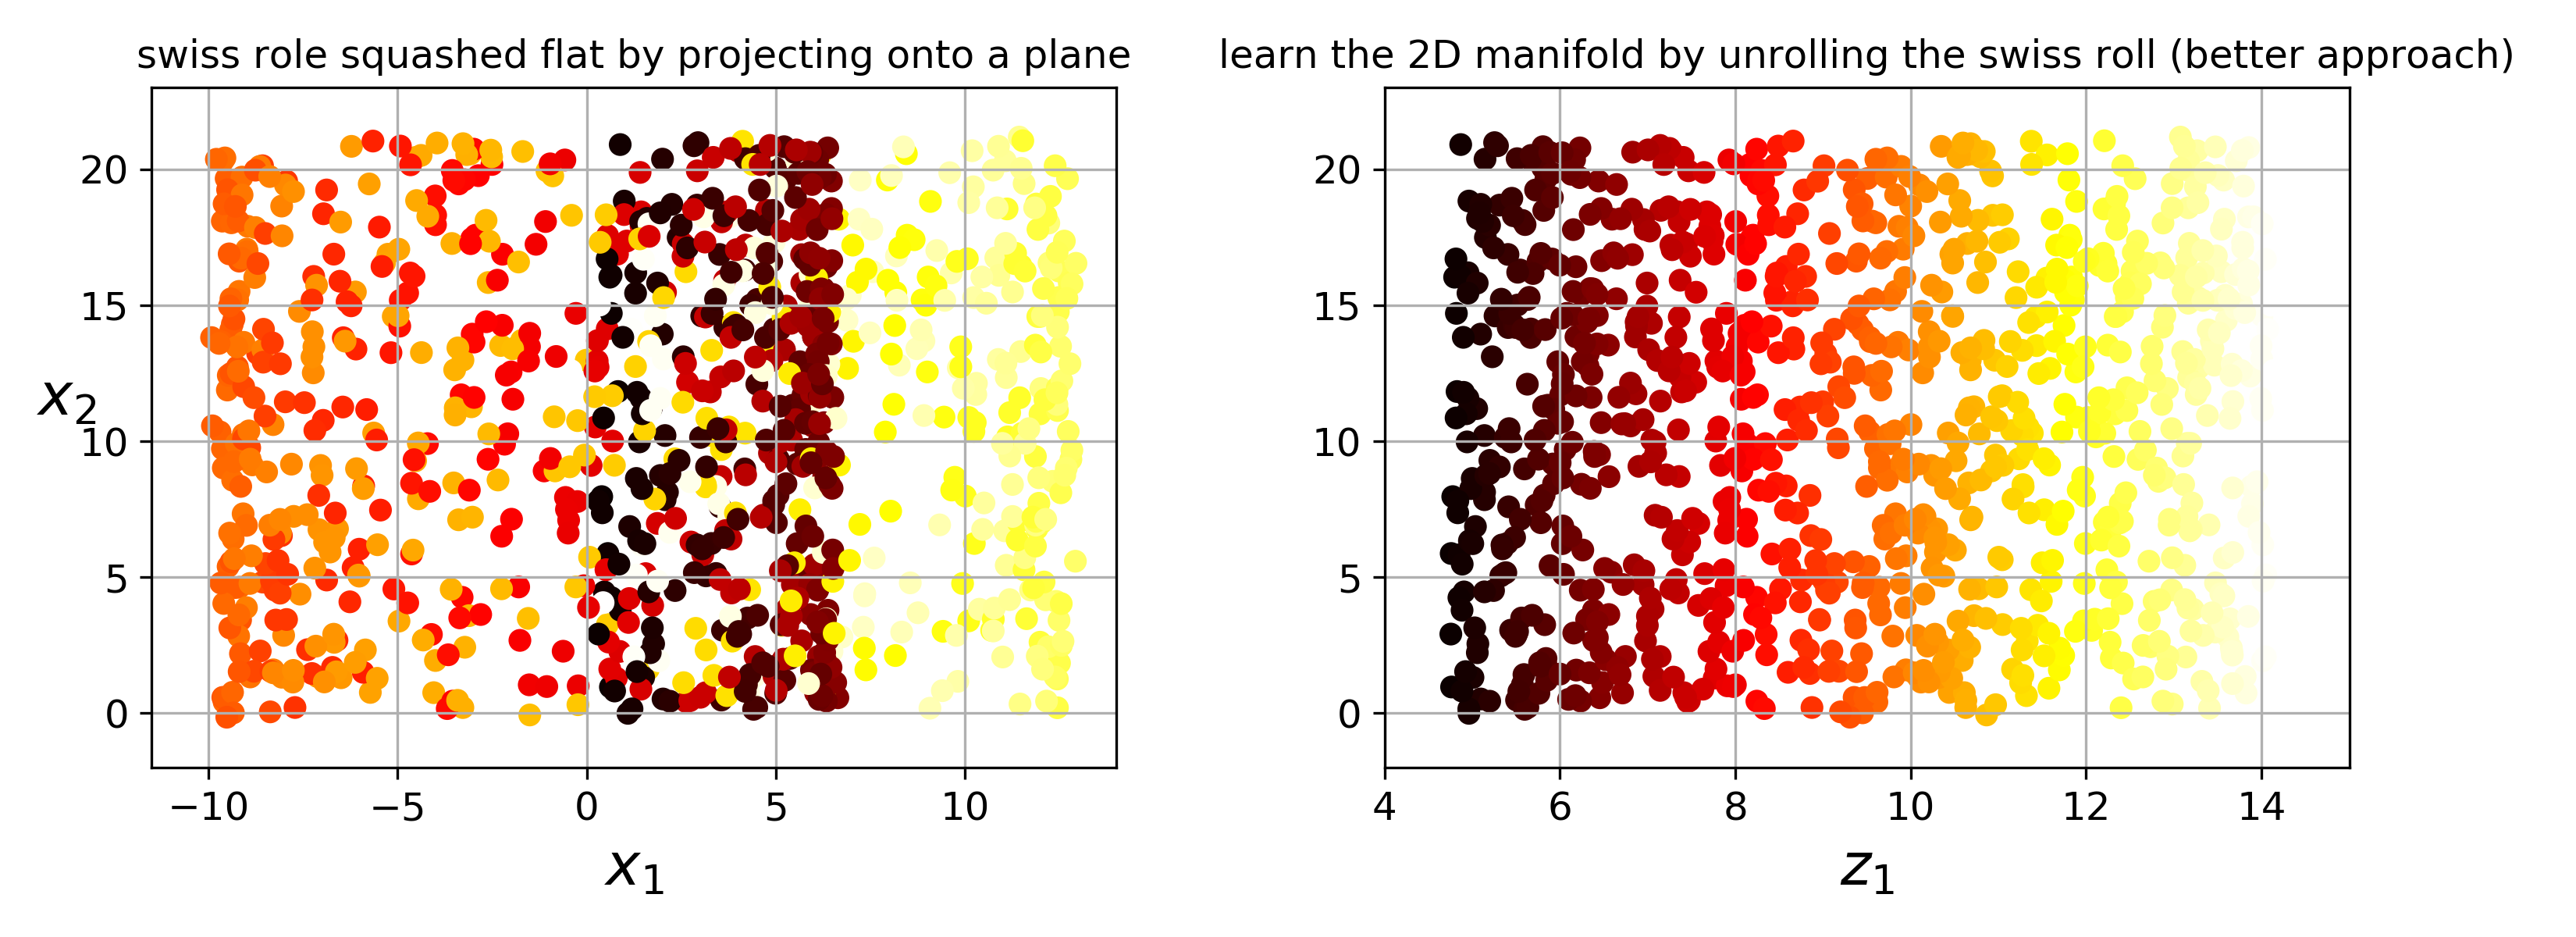 swiss role squashed flat by projecting onto a plane
x2
20
15
10
5
0
−10 −5 0 5 10
x1
learn the 2D manifold by unrolling the swiss roll (better approach)
20
15
10
5
0
4 6 8 10 12 14
z1